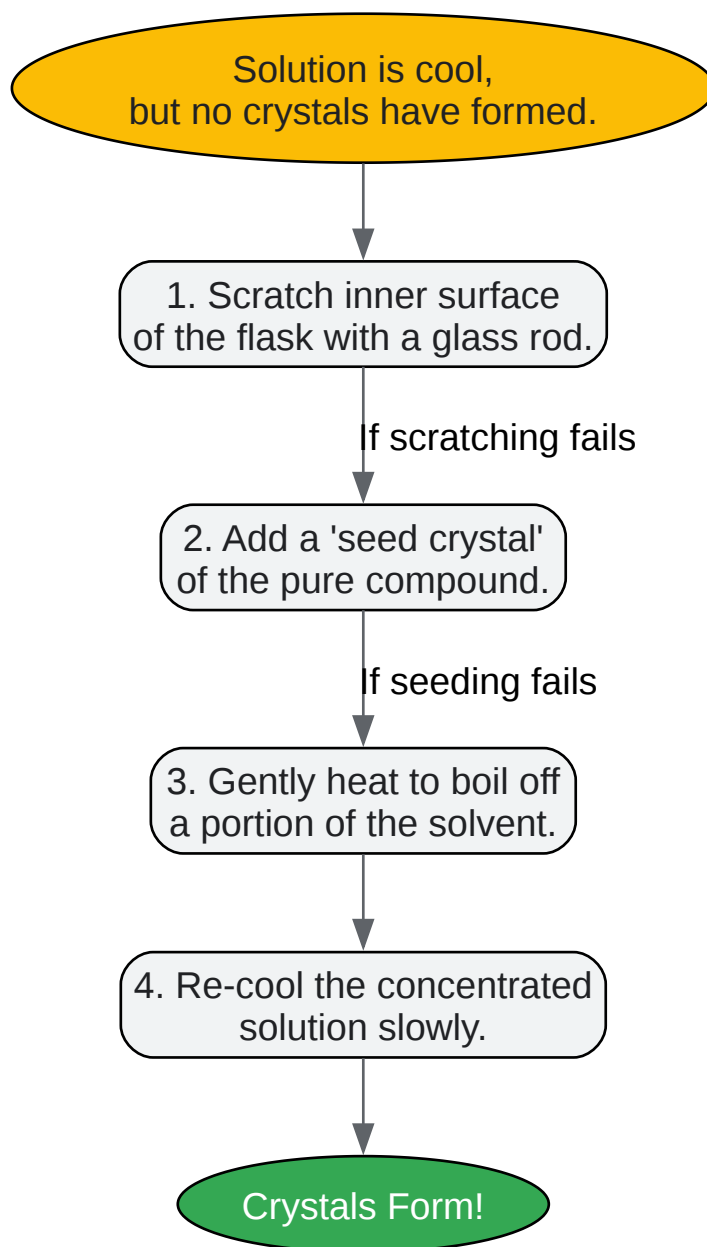 Solution is cool,
but no crystals have formed.
1. Scratch inner surface
of the flask with a glass rod.
If scratching fails
2. Add a 'seed crystal'
of the pure compound.
If seeding fails
3. Gently heat to boil off
a portion of the solvent.
4. Re-cool the concentrated
solution slowly.
Crystals Form!